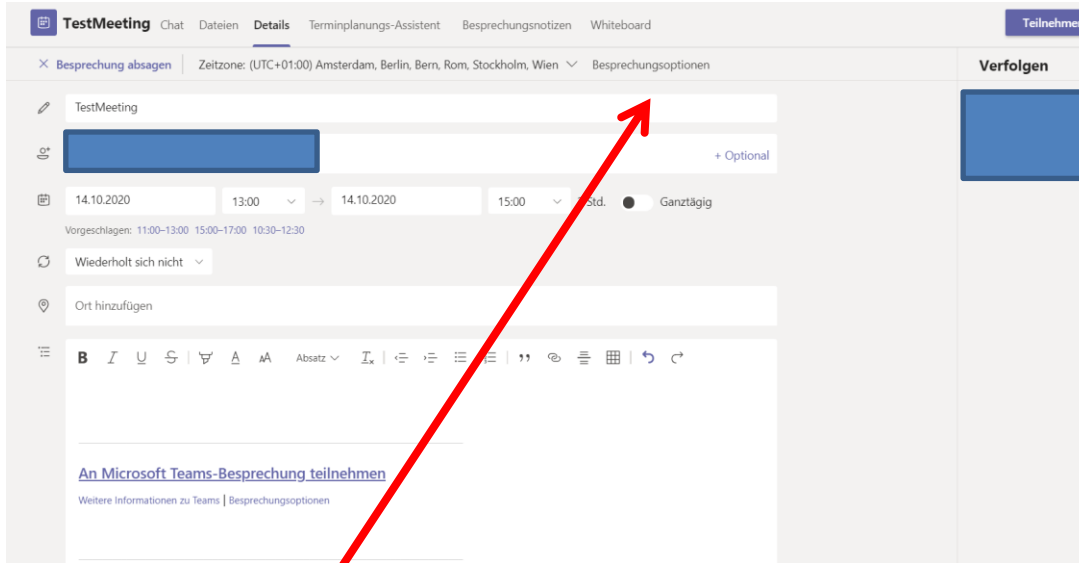 TestMeeting Chat Dateien Details Terminplanungs-Assistent Besprechungsnotizen Whiteboard Teilnehmen
Besprechung absagen Zeitzone: (UTC+01:00) Amsterdam, Berlin, Bern, Rom, Stockholm, Wien Besprechungsoptionen Verfolgen
TestMeeting
+ Optional
14.10.2020 13:00 → 14.10.2020 15:00 Std. Ganztägig
Vorgeschlagen: 11:00–13:00 15:00–17:00 10:30–12:30
Wiederholt sich nicht
Ort hinzufügen
B I U S A AA Absatz
An Microsoft Teams-Besprechung teilnehmen
Weitere Informationen zu Teams | Besprechungsoptionen